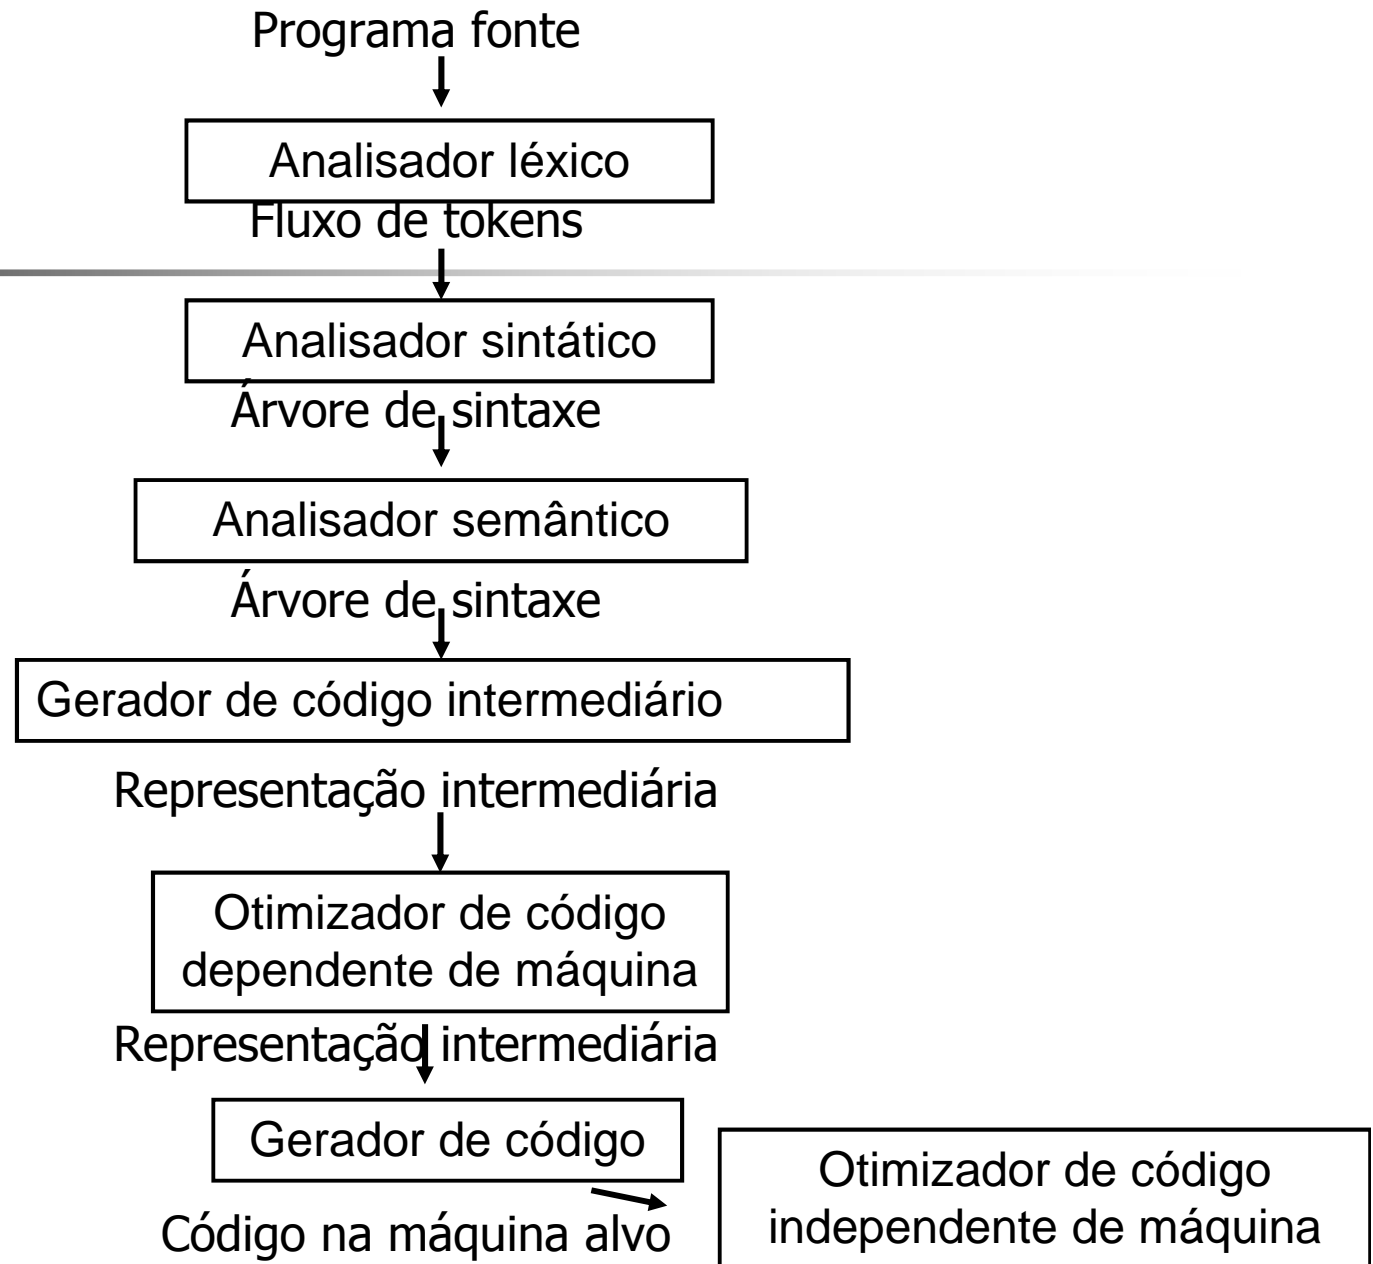 Programa fonte
Analisador léxico
Fluxo de tokens
Analisador sintático
Árvore de sintaxe
Analisador semântico
Árvore de sintaxe
Gerador de código intermediário
Representação intermediária
Otimizador de código
dependente de máquina
Representação intermediária
Gerador de código
Código na máquina alvo
Otimizador de código
independente de máquina